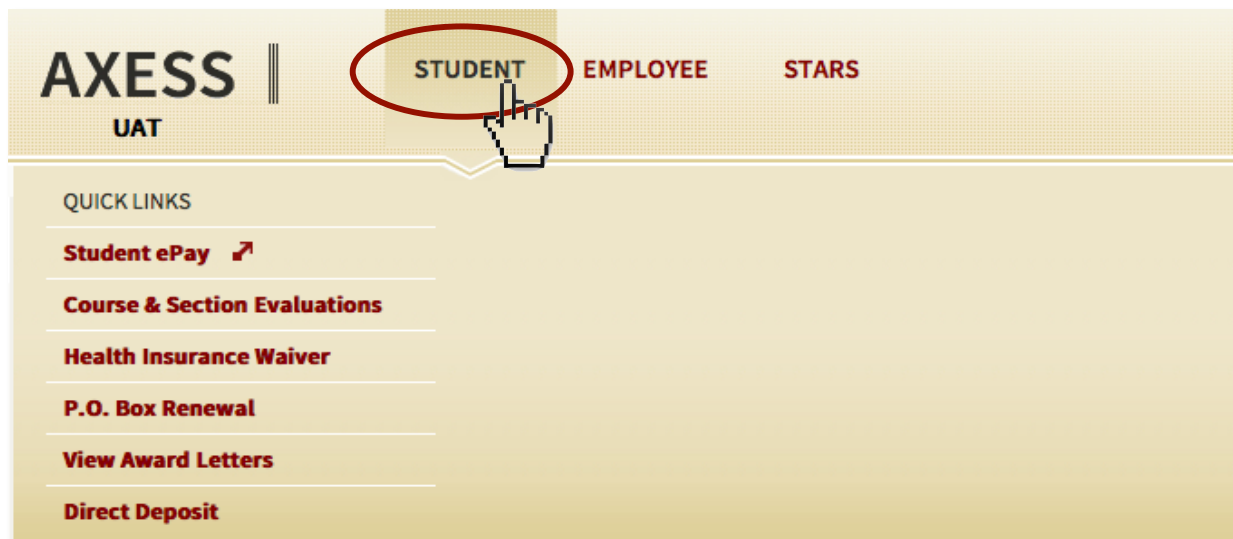 AXESS
UAT
STUDENT EMPLOYEE STARS
QUICK LINKS
Student ePay
Course & Section Evaluations
Health Insurance Waiver
P.O. Box Renewal
View Award Letters
Direct Deposit